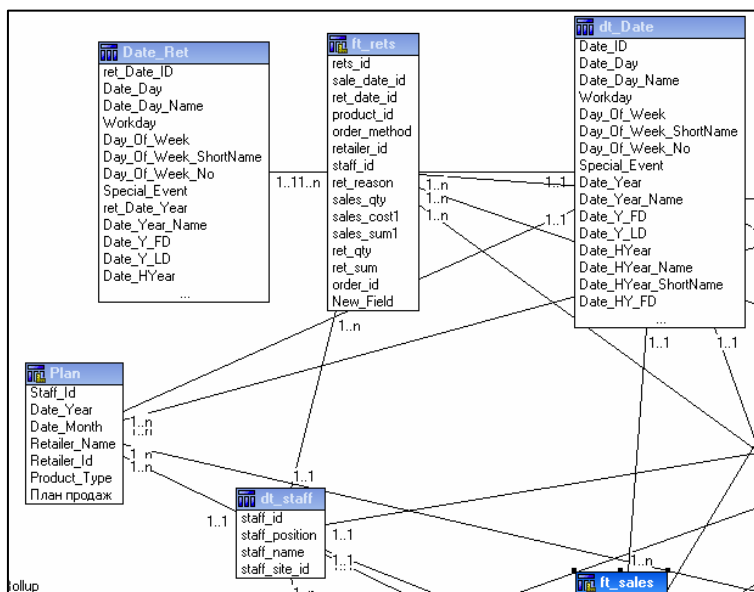 Date_Ret
ret_Date_ID
Date_Day
Date_Day_Name
Workday
Day_Of_Week
Day_Of_Week_ShortName
Day_Of_Week_No
Special_Event
ret_Date_Year
Date_Year_Name
Date_Y_FD
Date_Y_LD
Date_HYear
...
ft_rets
rets_id
sale_date_id
ret_date_id
product_id
order_method
retailer_id
staff_id
ret_reason
sales_qty
sales_cost1
sales_sum1
ret_qty
ret_sum
order_id
New_Field
dt_Date
Date_ID
Date_Day
Date_Day_Name
Workday
Day_Of_Week
Day_Of_Week_ShortName
Day_Of_Week_No
Special_Event
Date_Year
Date_Year_Name
Date_Y_FD
Date_Y_LD
Date_HYear
Date_HYear_Name
Date_HYear_ShortName
Date_HY_FD
...
1..11..n
1..n
1..n
1..n
1..1
1..1
1..n
1..1
1..1
Plan
Staff_Id
Date_Year
Date_Month
Retailer_Name
Retailer_Id
Product_Type
План продаж
1..n
1..n
1..n
1..1
1..1
dt_staff
staff_id
staff_position
staff_name
staff_site_id
1..1
1..1
1..n
1..n
ft_sales